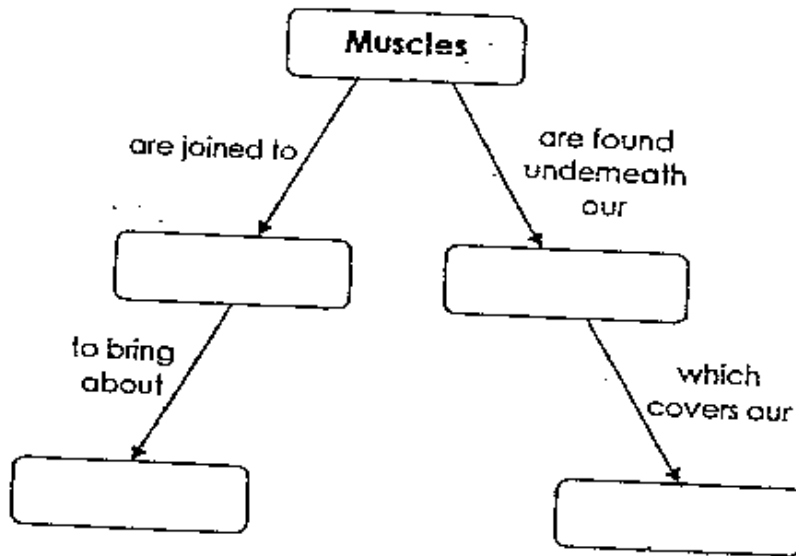 Muscles
are joined to
are found
underneath
our
to bring
about
which
covers our